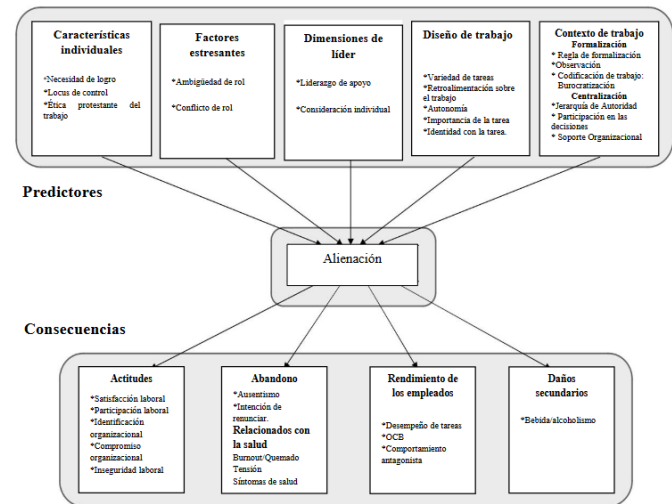 Características
individuales
*Necesidad de logro
*Locus de control
*Ética protestante del
trabajo
Factores
estresantes
*Ambigüedad de rol
*Conflicto de rol
Dimensiones de
líder
*Liderazgo de apoyo
*Consideración individual
Diseño de trabajo
*Variedad de tareas
*Retroalimentación sobre
el trabajo
*Autonomía
*Importancia de la tarea
*Identidad con la tarea.
Contexto de trabajo
Formalización
* Regla de formalización
*Observación
* Codificación de trabajo:
Burocratización
Centralización
*Jerarquía de Autoridad
* Participación en las
decisiones
* Soporte Organizacional
Predictores
Alienación
Consecuencias
Actitudes
*Satisfacción laboral
*Participación laboral
*Identificación
organizacional
*Compromiso
organizacional
*Inseguridad laboral
Abandono
*Ausentismo
*Intención de
renunciar.
Relacionados con
la salud
Burnout/Quemado
Tensión
Síntomas de salud
Rendimiento de
los empleados
*Desempeño de tareas
*OCB
*Comportamiento
antagonista
Daños
secundarios
*Bebida/alcoholismo